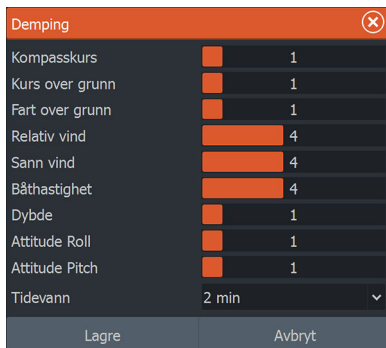 Demping
Kompasskurs 1
Kurs over grunn 1
Fart over grunn 1
Relativ vind 4
Sann vind 4
Båthastighet 4
Dybde 1
Attitude Roll 1
Attitude Pitch 1
Tidevann 2 min
Lagre Avbryt